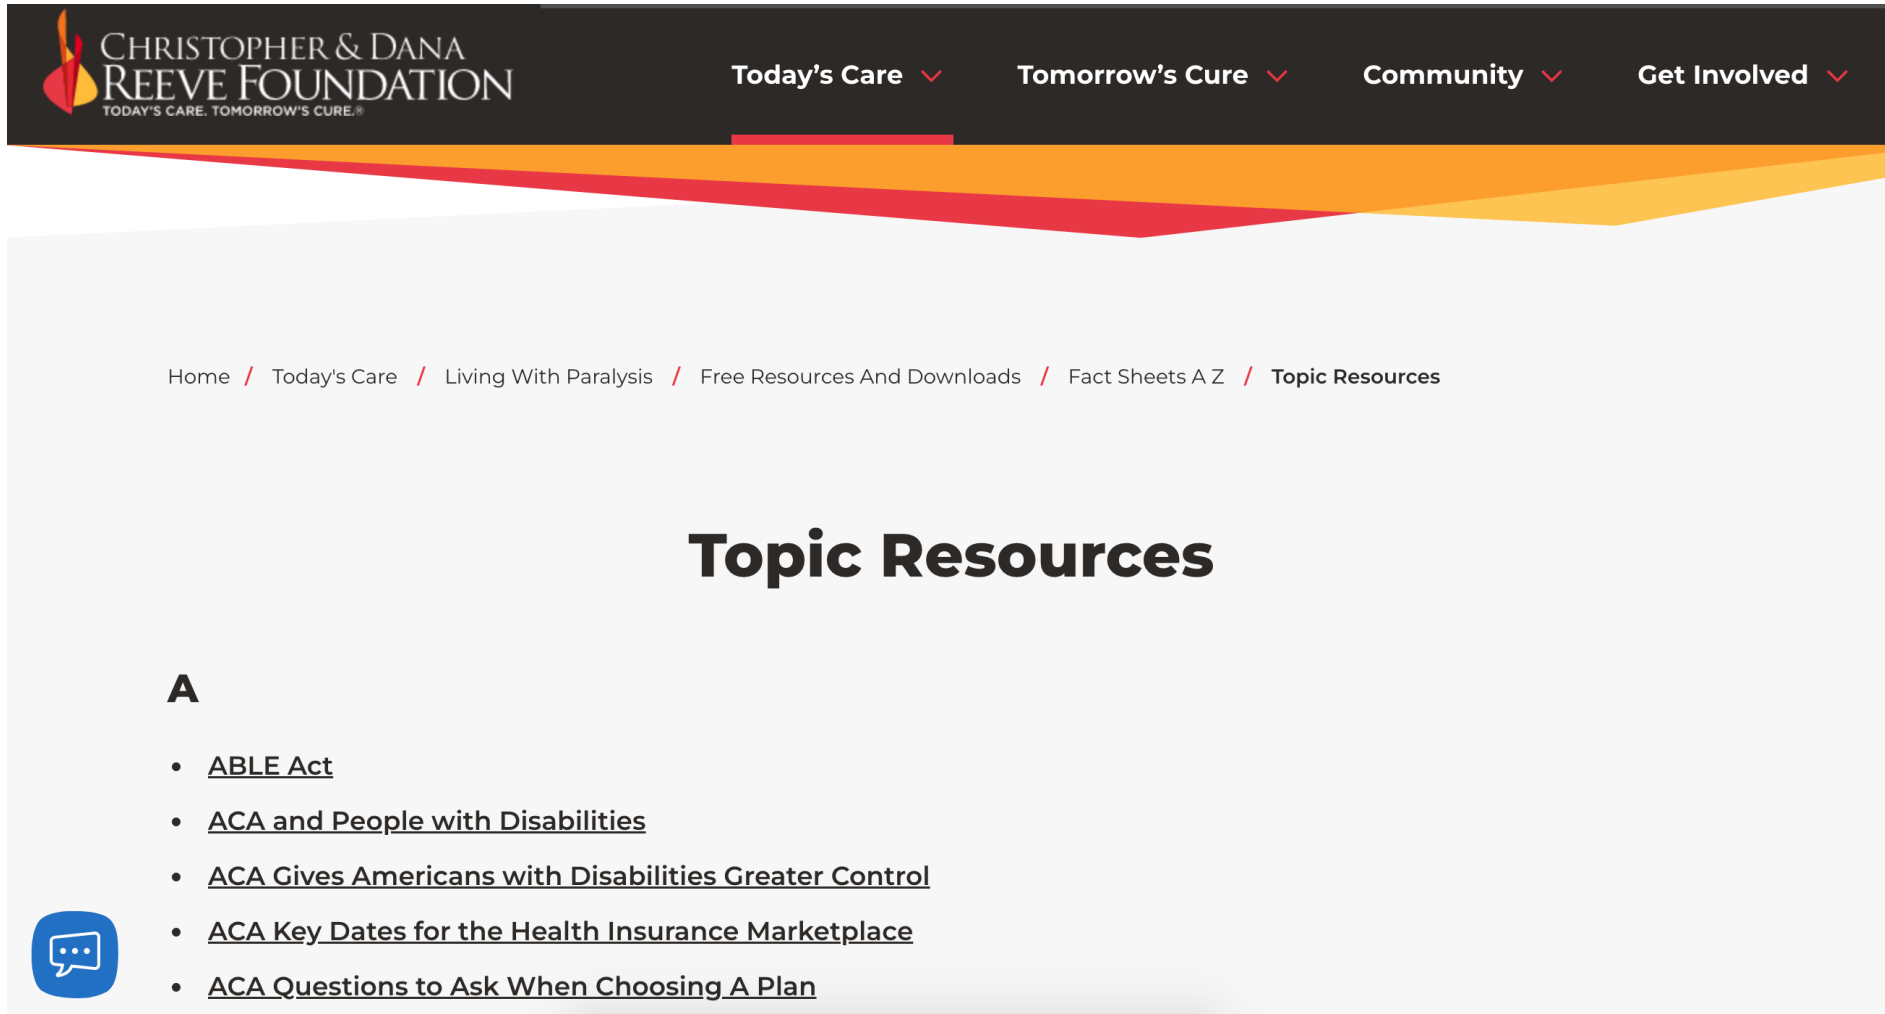 CHRISTOPHER & DANA
REEVE FOUNDATION
TODAY'S CARE. TOMORROW'S CURE.®
Today’s Care
Tomorrow’s Cure
Community
Get Involved
Home / Today's Care / Living With Paralysis / Free Resources And Downloads / Fact Sheets A Z / Topic Resources
Topic Resources
A
• ABLE Act
• ACA and People with Disabilities
• ACA Gives Americans with Disabilities Greater Control
• ACA Key Dates for the Health Insurance Marketplace
• ACA Questions to Ask When Choosing A Plan